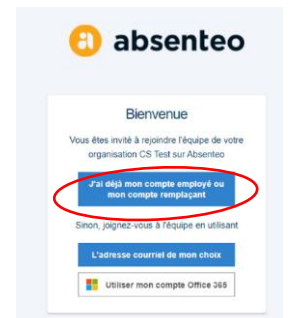 absenteo
Bienvenue
Vous êtes invité à rejoindre l'équipe de votre
organisation CS Test sur Absenteo
J'ai déjà mon compte employé ou
mon compte remplaçant
Sinon, joignez-vous à l'équipe en utilisant
L'adresse courriel de mon choix
Utiliser mon compte Office 365